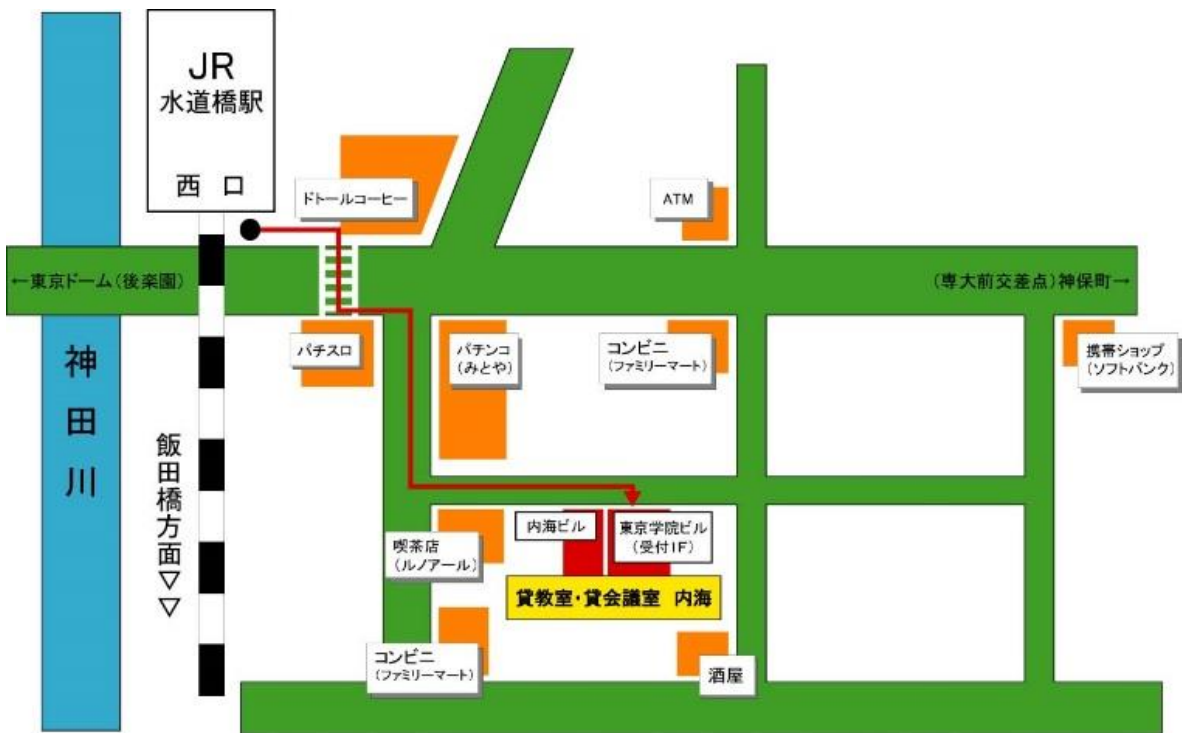 JR
水道橋駅
西 口
ドトールコーヒー
ATM
←東京ドーム(後楽園)
(専大前交差点)神保町→
神田川
パチスロ
パチンコ
(みとや)
コンビニ
(ファミリーマート)
携帯ショップ
(ソフトバンク)
飯田橋方面▽▽
喫茶店
(ルノアール)
内海ビル
東京学院ビル
(受付1F)
貸教室・貸会議室 内海
コンビニ
(ファミリーマート)
酒屋